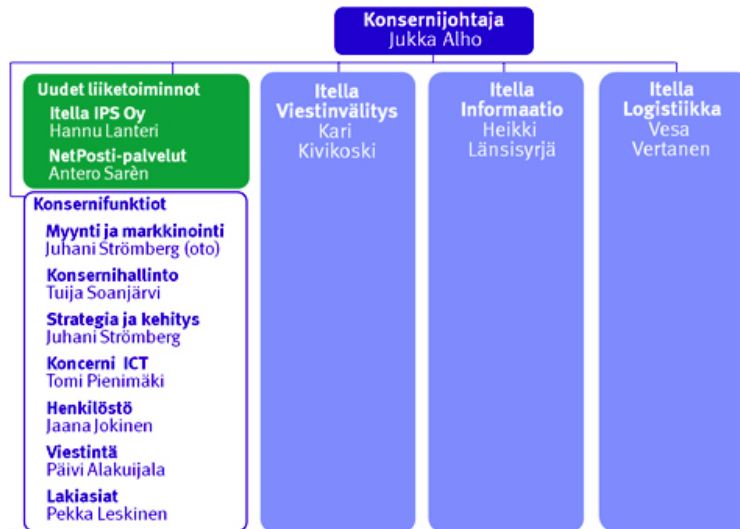 Konsernijohtaja
Jukka Alho
Uudet liiketoiminnot
Itella IPS Oy
Hannu Lanteri
NetPosti-palvelut
Antero Sarèn
Konsernifunktiot
Myynti ja markkinointi
Juhani Strömberg (oto)
Konsernihallinto
Tuija Soanjärvi
Strategia ja kehitys
Juhani Strömberg
Koncerni ICT
Tomi Pienimäki
Henkilöstö
Jaana Jokinen
Viestintä
Päivi Alakuijala
Lakiasiat
Pekka Leskinen
Itella
Viestinvälitys
Kari
Kivikoski
Itella
Informaatio
Heikki
Länsisyrjä
Itella
Logistiikka
Vesa
Vertanen